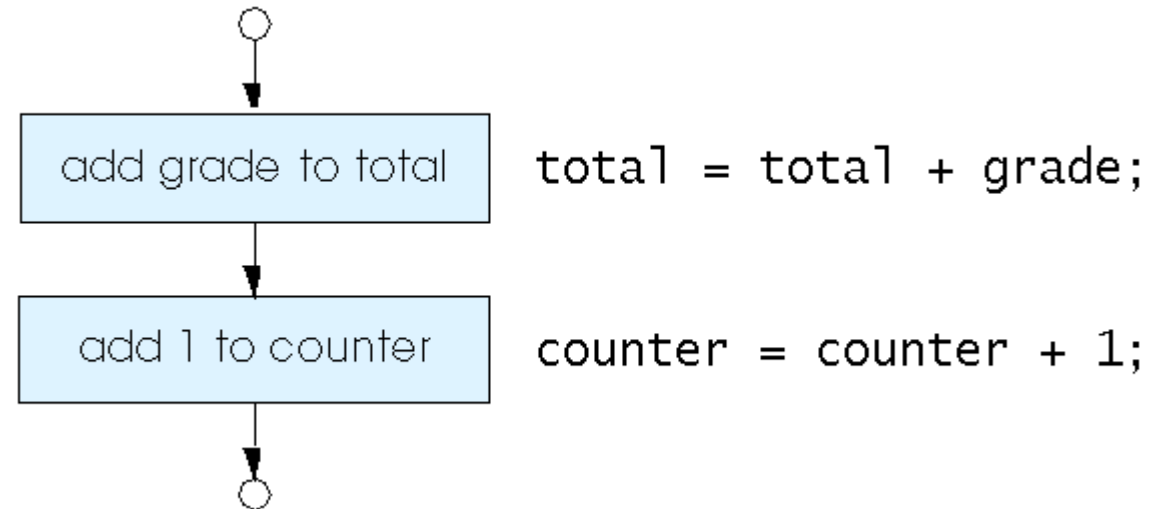 add grade to total total = total + grade;
add 1 to counter counter = counter + 1;